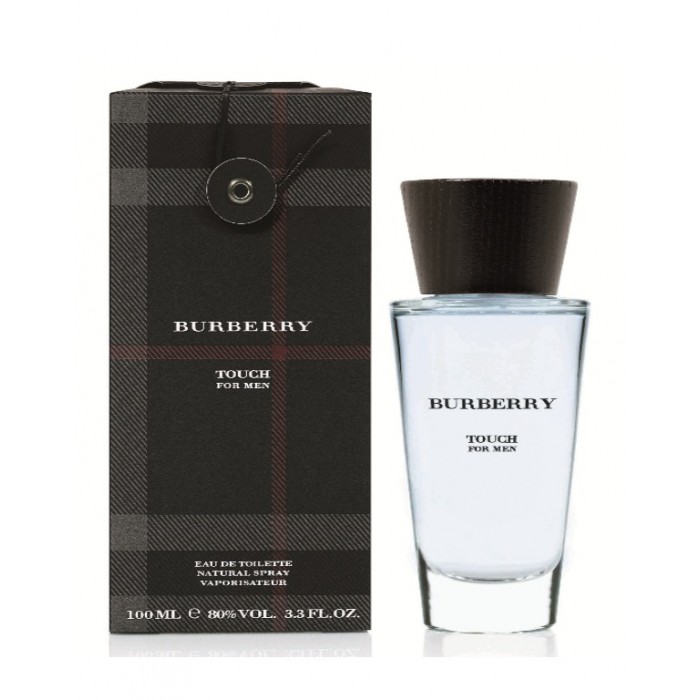 BURBERRY
TOUCH
FOR MEN
EAU DE TOILETTE
NATURAL SPRAY
VAPORISATEUR
100 ML ℮ 80% VOL. 3.3 FL.OZ.
BURBERRY
TOUCH
FOR MEN